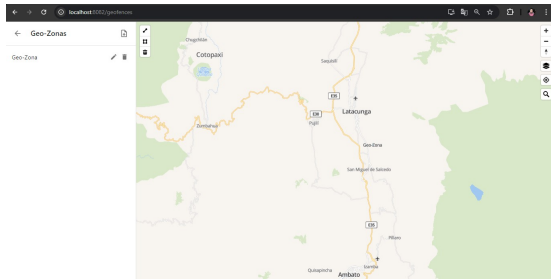 localhost:8082/geofences
Geo-Zonas
Geo-Zona
Chugchilán
Cotopaxi
Saquisilí
E35
Latacunga
E30
Pujilí
Zumbahua
Geo-Zona
San Miguel de Salcedo
E35
Píllaro
Izamba
Quisapincha
Ambato